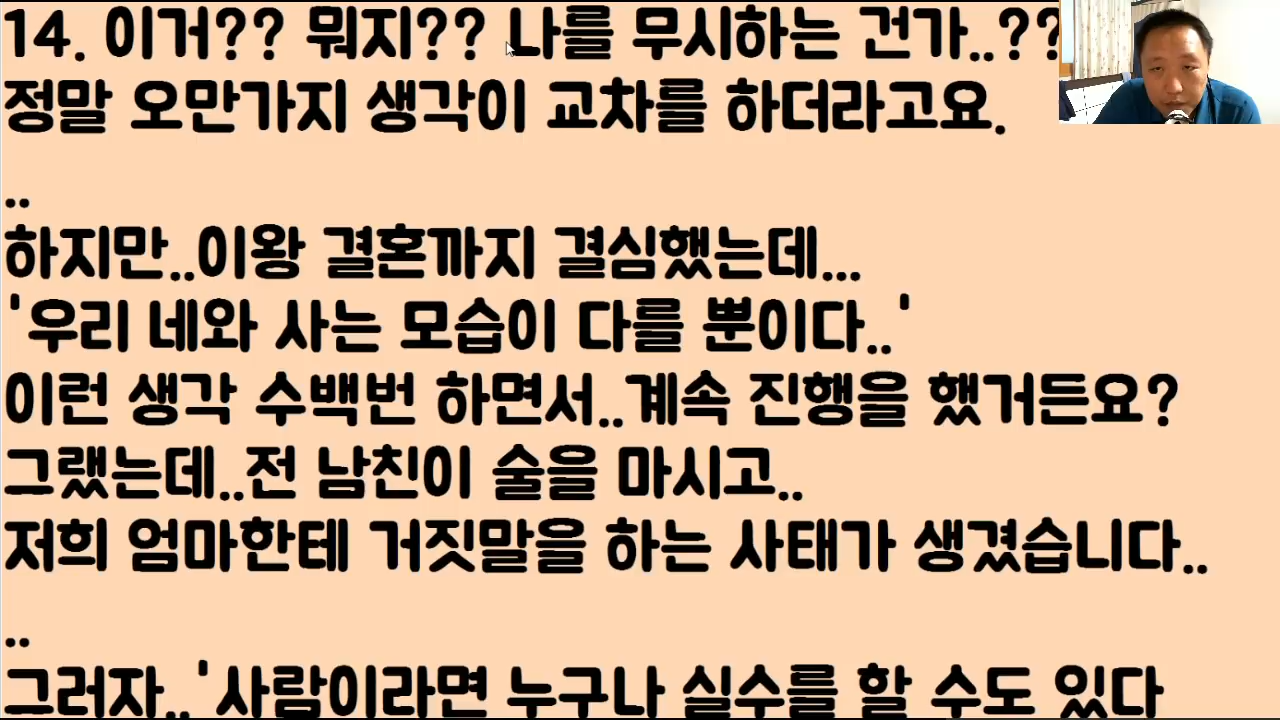 14. 이거?? 뭐지?? 나를 무시하는 건가..??
정말 오만가지 생각이 교차를 하더라고요.
..
하지만..이왕 결혼까지 결심했는데...
'우리 네와 사는 모습이 다를 뿐이다..'
이런 생각 수백번 하면서..계속 진행을 했거든요?
그랬는데..전 남친이 술을 마시고..
저희 엄마한테 거짓말을 하는 사태가 생겼습니다..
..
그러자..'사람이라면 누구나 실수를 할 수도 있다